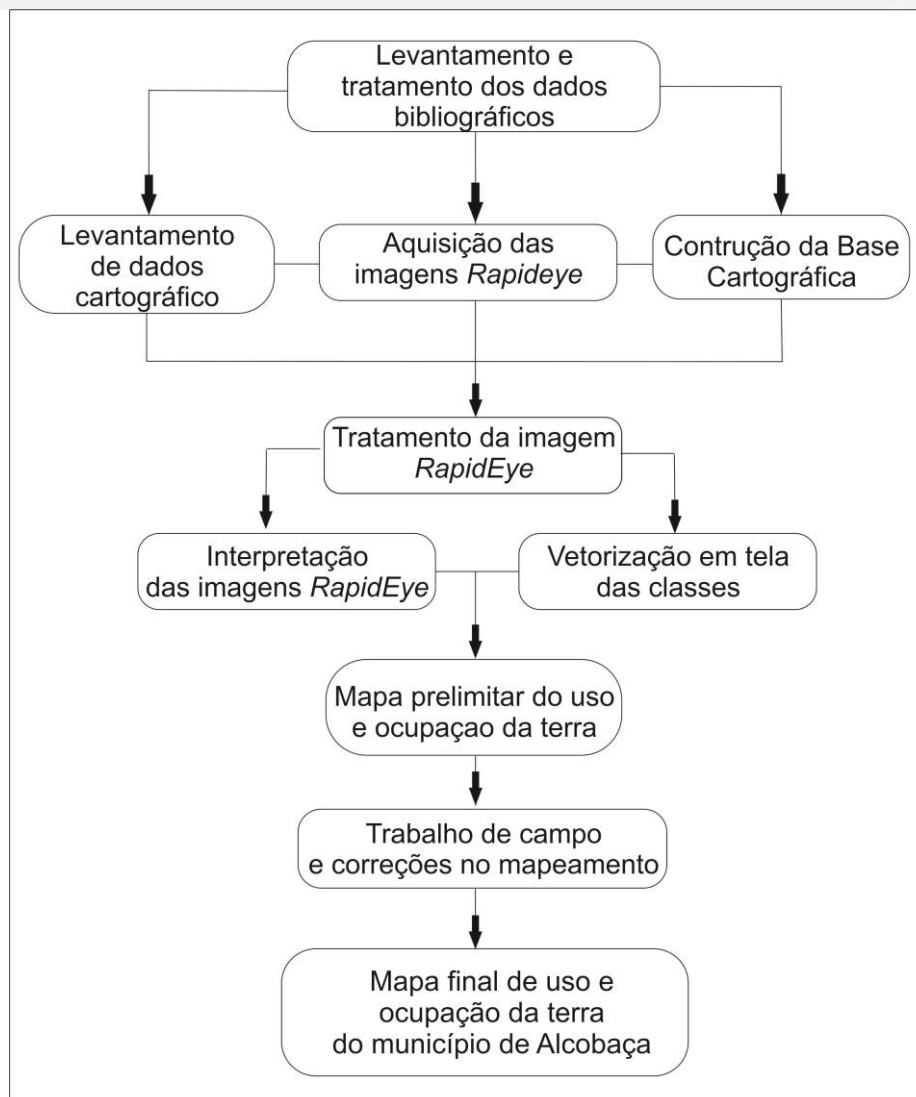 Levantamento e
tratamento dos dados
bibliográficos
Levantamento
de dados
cartográfico
Aquisição das
imagens Rapideye
Contrução da Base
Cartográfica
Tratamento da imagem
RapidEye
Interpretação
das imagens RapidEye
Vetorização em tela
das classes
Mapa prelimitar do uso
e ocupaçao da terra
Trabalho de campo
e correções no mapeamento
Mapa final de uso e
ocupação da terra
do município de Alcobaça